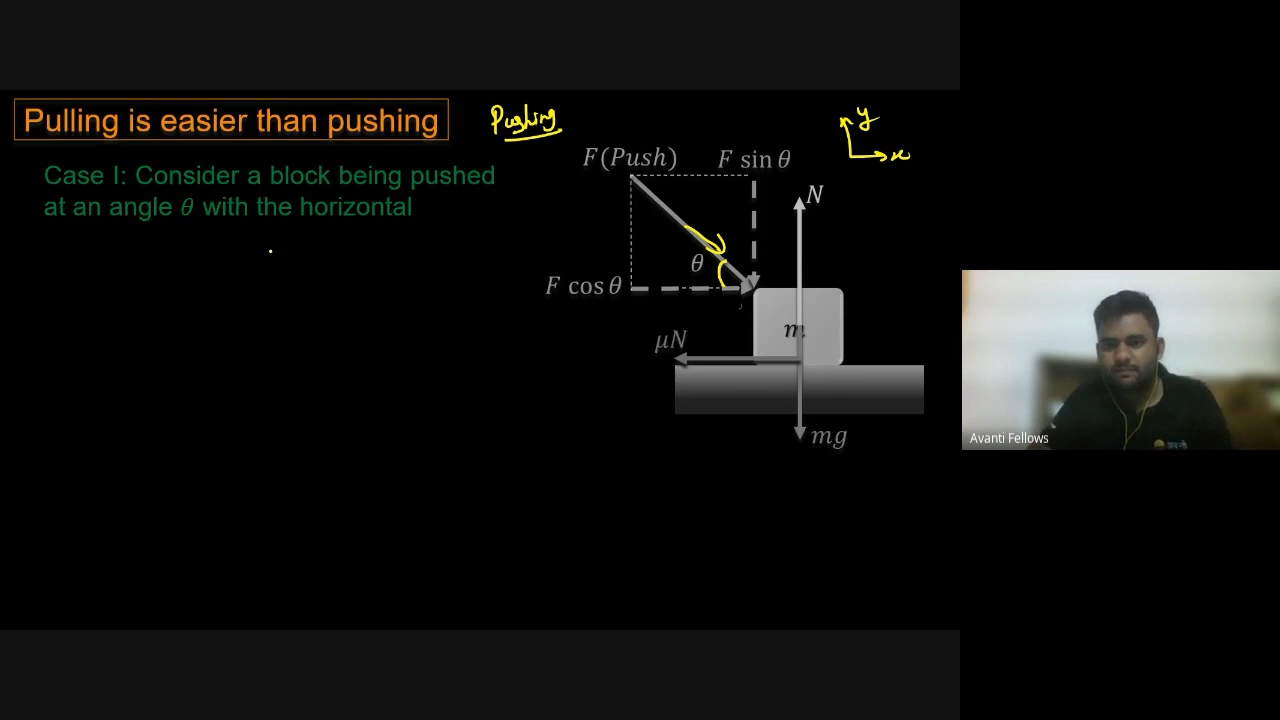 Pulling is easier than pushing
Pushing
y
x
Case I: Consider a block being pushed
at an angle θ with the horizontal
F(Push)
F sin θ
N
θ
F cos θ
m
μN
mg
Avanti Fellows